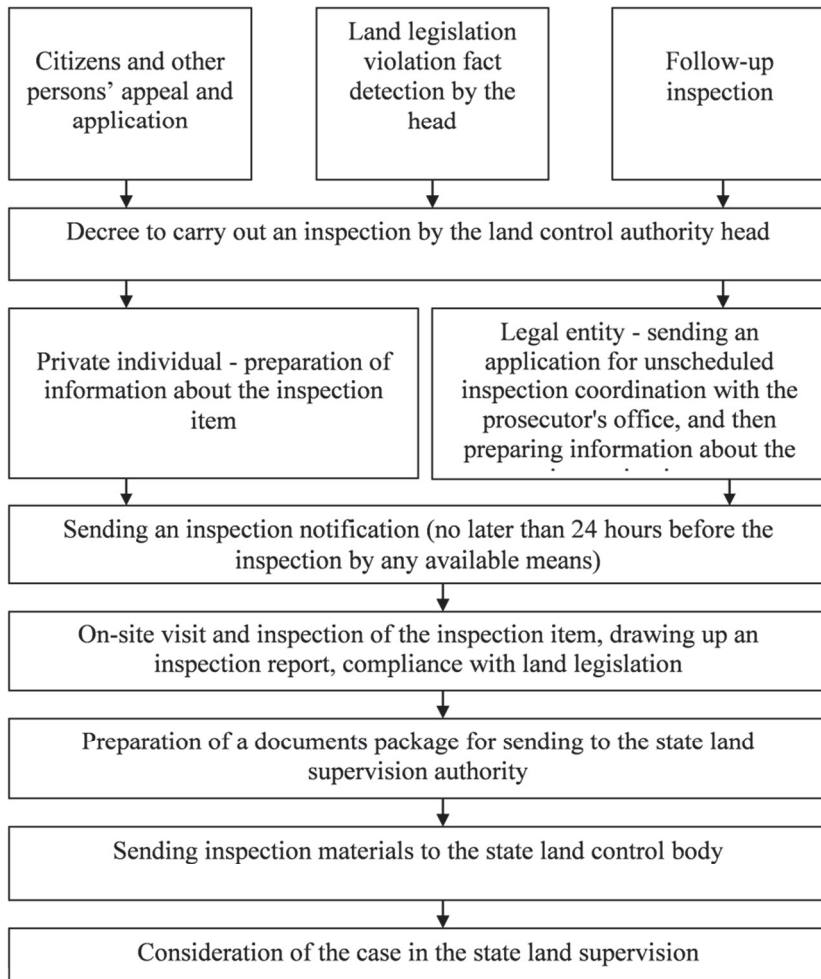 Citizens and other
persons’ appeal and
application
Land legislation
violation fact
detection by the
head
Follow-up
inspection
Decree to carry out an inspection by the land control authority head
Private individual - preparation of
information about the inspection
item
Legal entity - sending an
application for unscheduled
inspection coordination with the
prosecutor's office, and then
preparing information about the
Sending an inspection notification (no later than 24 hours before the
inspection by any available means)
On-site visit and inspection of the inspection item, drawing up an
inspection report, compliance with land legislation
Preparation of a documents package for sending to the state land
supervision authority
Sending inspection materials to the state land control body
Consideration of the case in the state land supervision